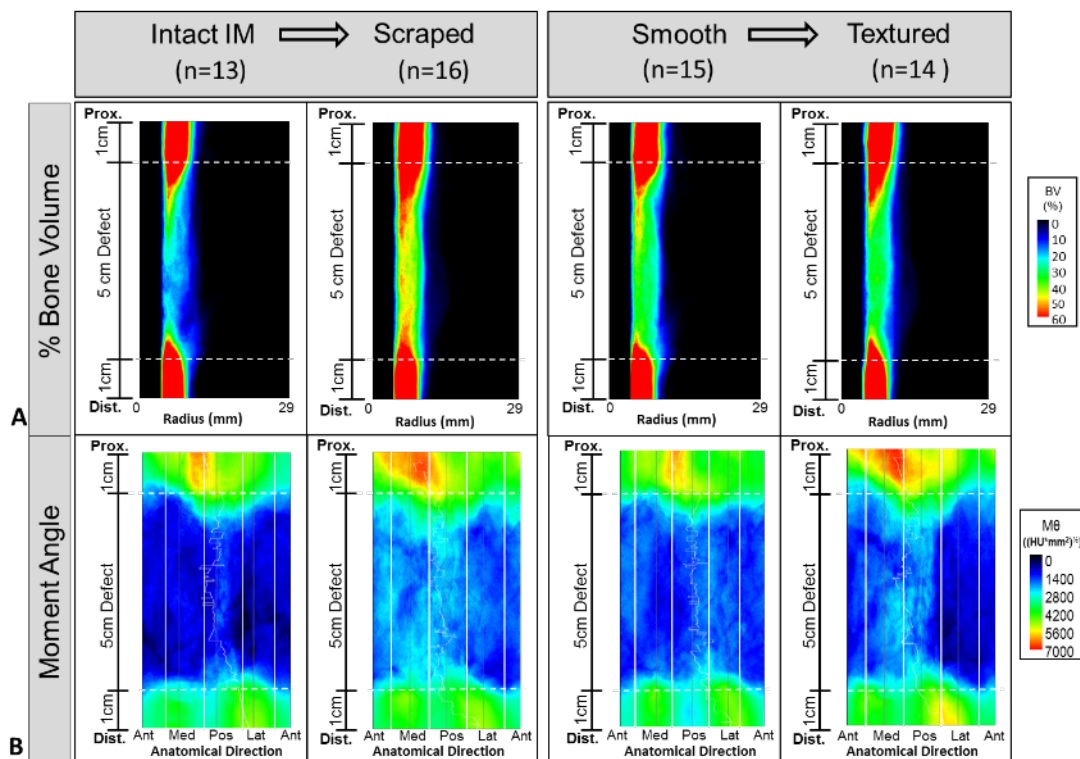 Intact IM
Scraped
(n=13)
(n=16)
Smooth
Textured
(n=15)
(n=14 )
% Bone Volume
A
Prox.
1cm
5 cm Defect
1cm
Dist.
0
Radius (mm)
29
Prox.
1cm
5 cm Defect
1cm
Dist.
0
Radius (mm)
29
Prox.
1cm
5 cm Defect
1cm
Dist.
0
Radius (mm)
29
Prox.
1cm
5 cm Defect
1cm
Dist.
0
Radius (mm)
29
BV
(%)
0
10
20
30
40
50
60
Moment Angle
B
Prox.
1cm
5cm Defect
1cm
Dist.
Ant Med Pos Lat Ant
Anatomical Direction
Prox.
1cm
5cm Defect
1cm
Dist.
Ant Med Pos Lat Ant
Anatomical Direction
Prox.
1cm
5cm Defect
1cm
Dist.
Ant Med Pos Lat Ant
Anatomical Direction
Prox.
1cm
5cm Defect
1cm
Dist.
Ant Med Pos Lat Ant
Anatomical Direction
Mθ
0
1400
2800
4200
5600
7000